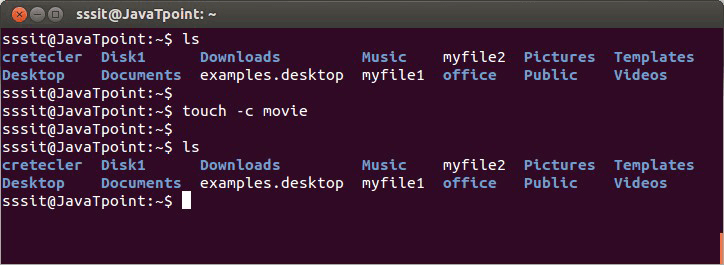 sssit@JavaTpoint: ~
sssit@JavaTpoint:~$ ls
cretecler Disk1 Downloads Music myfile2 Pictures Templates
Desktop Documents examples.desktop myfile1 office Public Videos
sssit@JavaTpoint:~$
sssit@JavaTpoint:~$ touch -c movie
sssit@JavaTpoint:~$
sssit@JavaTpoint:~$ ls
cretecler Disk1 Downloads Music myfile2 Pictures Templates
Desktop Documents examples.desktop myfile1 office Public Videos
sssit@JavaTpoint:~$